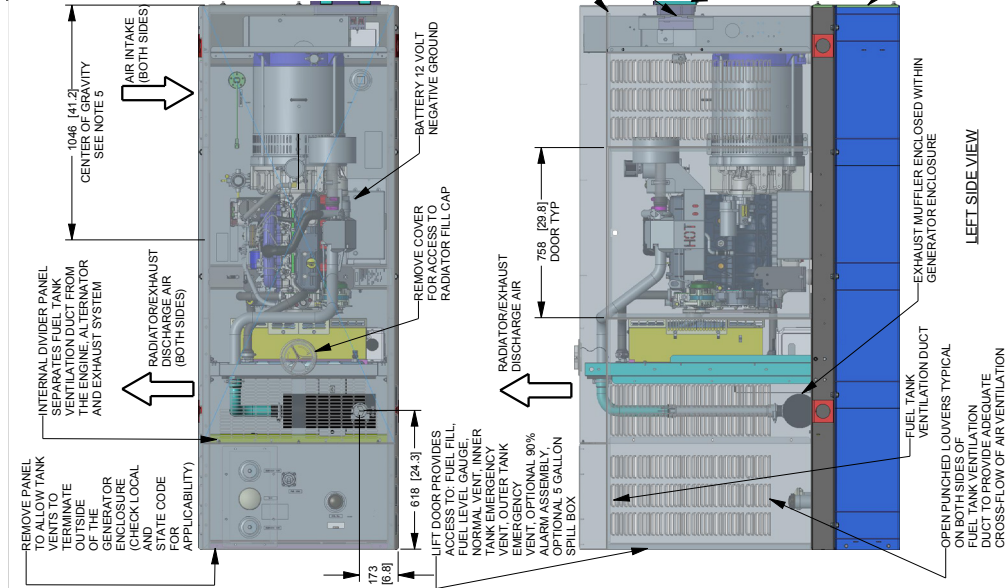 1046 [41.2]
CENTER OF GRAVITY
SEE NOTE 5
AIR INTAKE
(BOTH SIDES)
BATTERY 12 VOLT
NEGATIVE GROUND
INTERNAL DIVIDER PANEL
SEPARATES FUEL TANK
VENTILATION DUCT FROM
THE ENGINE, ALTERNATOR
AND EXHAUST SYSTEM
RADIATOR/EXHAUST
DISCHARGE AIR
(BOTH SIDES)
REMOVE COVER
FOR ACCESS TO
RADIATOR FILL CAP
REMOVE PANEL
TO ALLOW TANK
VENTS TO
TERMINATE
OUTSIDE
OF THE
GENERATOR
ENCLOSURE
(CHECK LOCAL
AND
STATE CODE
FOR
APPLICABILITY)
618 [24.3]
173
[6.8]
LIFT DOOR PROVIDES
ACCESS TO: FUEL FILL,
FUEL LEVEL GAUGE,
NORMAL VENT, INNER
TANK EMERGENCY
VENT, OUTER TANK
EMERGENCY
VENT, OPTIONAL 90%
ALARM ASSEMBLY,
OPTIONAL 5 GALLON
SPILL BOX
758 [29.8]
DOOR TYP
HOT
RADIATOR/EXHAUST
DISCHARGE AIR
LEFT SIDE VIEW
EXHAUST MUFFLER ENCLOSED WITHIN
GENERATOR ENCLOSURE
FUEL TANK
VENTILATION DUCT
OPEN PUNCHED LOUVERS TYPICAL
ON BOTH SIDES OF
FUEL TANK VENTILATION
DUCT TO PROVIDE ADEQUATE
CROSS-FLOW OF AIR VENTILATION